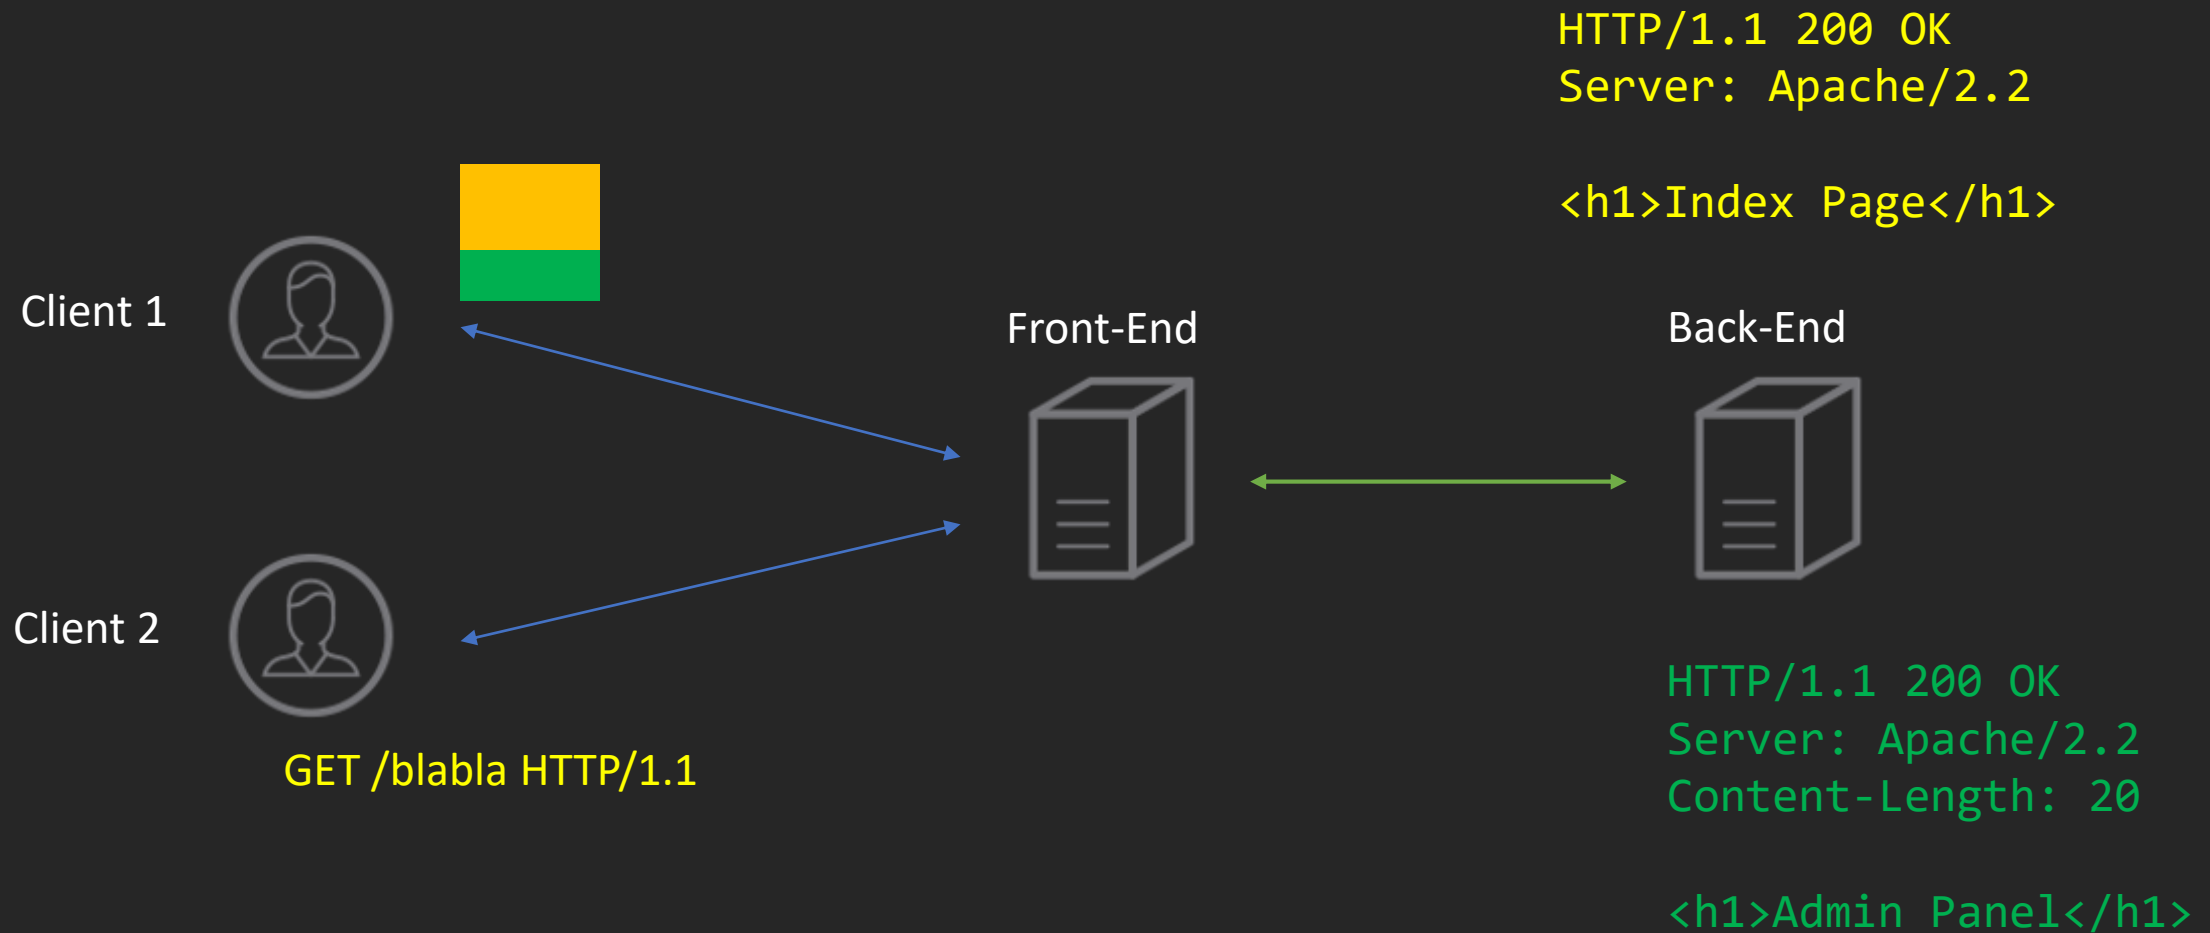 HTTP/1.1 200 OK
Server: Apache/2.2
<h1>Index Page</h1>
Client 1
Front-End
Back-End
Client 2
GET /blabla HTTP/1.1
HTTP/1.1 200 OK
Server: Apache/2.2
Content-Length: 20
<h1>Admin Panel</h1>